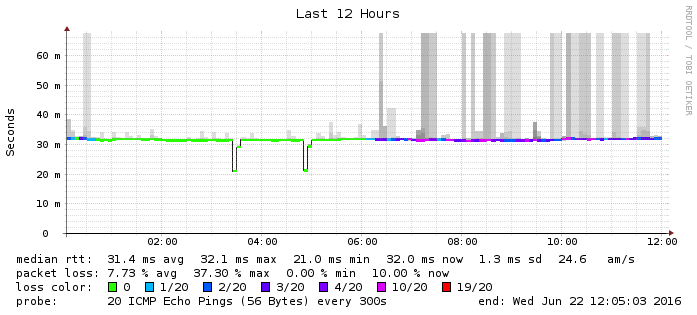 Last 12 Hours
RRDTOOL / TOBI OETIKER
Seconds
60 m
50 m
40 m
30 m
20 m
10 m
0
02:00 04:00 06:00 08:00 10:00 12:00
median rtt: 31.4 ms avg 32.1 ms max 21.0 ms min 32.0 ms now 1.3 ms sd 24.6 am/s
packet loss: 7.73 % avg 37.30 % max 0.00 % min 10.00 % now
loss color: 0 1/20 2/20 3/20 4/20 10/20 19/20
probe: 20 ICMP Echo Pings (56 Bytes) every 300s end: Wed Jun 22 12:05:03 2016